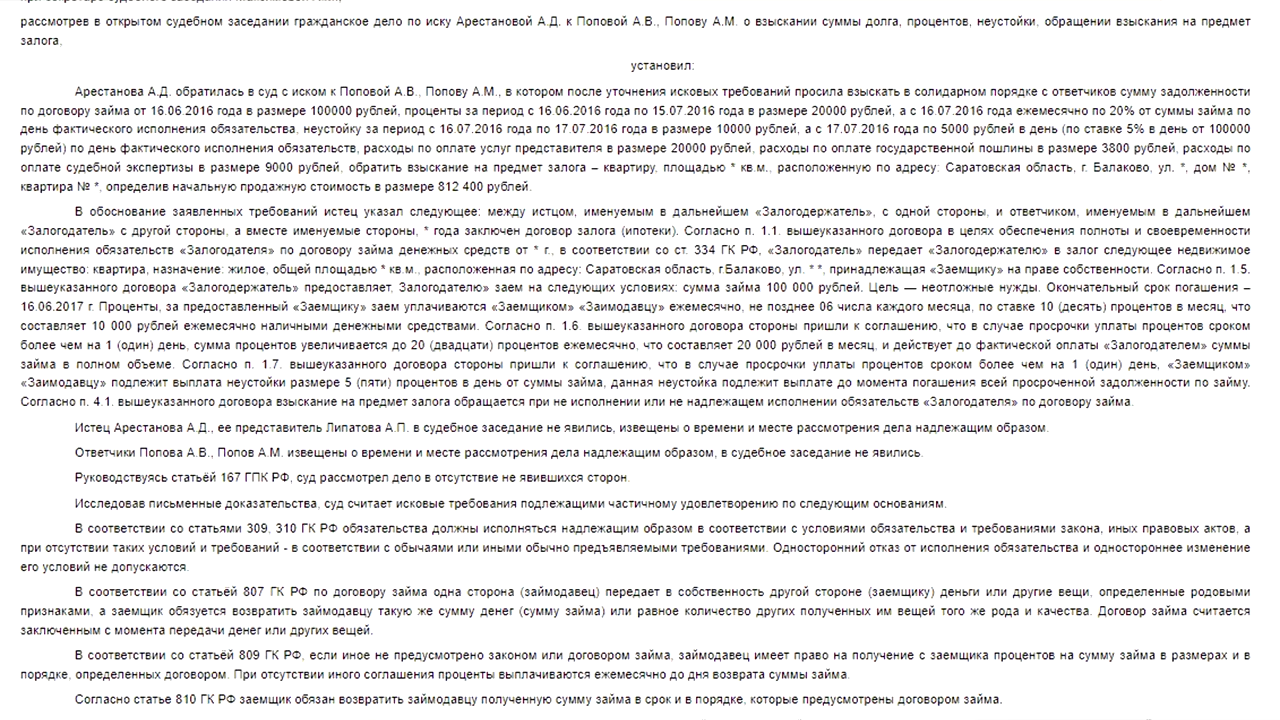 рассмотрев в открытом судебном заседании гражданское дело по иску Арестановой А.Д. к Поповой А.В., Попову А.М. о взыскании суммы долга, процентов, неустойки, обращении взыскания на предмет
залога,
установил:
Арестанова А.Д. обратилась в суд с иском к Поповой А.В., Попову А.М., в котором после уточнения исковых требований просила взыскать в солидарном порядке с ответчиков сумму задолженности
по договору займа от 16.06.2016 года в размере 100000 рублей, проценты за период с 16.06.2016 года по 15.07.2016 года в размере 20000 рублей, а с 16.07.2016 года ежемесячно по 20% от суммы займа по
день фактического исполнения обязательства, неустойку за период с 16.07.2016 года по 17.07.2016 года в размере 10000 рублей, а с 17.07.2016 года по 5000 рублей в день (по ставке 5% в день от 100000
рублей) по день фактического исполнения обязательств, расходы по оплате услуг представителя в размере 20000 рублей, расходы по оплате государственной пошлины в размере 3800 рублей, расходы по
оплате судебной экспертизы в размере 9000 рублей, обратить взыскание на предмет залога – квартиру, площадью * кв.м., расположенную по адресу: Саратовская область, г. Балаково, ул. *, дом № *,
квартира № *, определив начальную продажную стоимость в размере 812 400 рублей.
В обоснование заявленных требований истец указал следующее: между истцом, именуемым в дальнейшем «Залогодержатель», с одной стороны, и ответчиком, именуемым в дальнейшем
«Залогодатель» с другой стороны, а вместе именуемые стороны, * года заключен договор залога (ипотеки). Согласно п. 1.1. вышеуказанного договора в целях обеспечения полноты и своевременности
исполнения обязательств «Залогодателя» по договору займа денежных средств от * г., в соответствии со ст. 334 ГК РФ, «Залогодатель» передает «Залогодержателю» в залог следующее недвижимое
имущество: квартира, назначение: жилое, общей площадью * кв.м., расположенная по адресу: Саратовская область, г.Балаково, ул. * *, принадлежащая «Заемщику» на праве собственности. Согласно п. 1.5.
вышеуказанного договора «Залогодержатель» предоставляет, Залогодателю» заем на следующих условиях: сумма займа 100 000 рублей. Цель — неотложные нужды. Окончательный срок погашения –
16.06.2017 г. Проценты, за предоставленный «Заемщику» заем уплачиваются «Заемщиком» «Заимодавцу» ежемесячно, не позднее 06 числа каждого месяца, по ставке 10 (десять) процентов в месяц, что
составляет 10 000 рублей ежемесячно наличными денежными средствами. Согласно п. 1.6. вышеуказанного договора стороны пришли к соглашению, что в случае просрочки уплаты процентов сроком
более чем на 1 (один) день, сумма процентов увеличивается до 20 (двадцати) процентов ежемесячно, что составляет 20 000 рублей в месяц, и действует до фактической оплаты «Залогодателем» суммы
займа в полном объеме. Согласно п. 1.7. вышеуказанного договора стороны пришли к соглашению, что в случае просрочки уплаты процентов сроком более чем на 1 (один) день, «Заемщиком»
«Заимодавцу» подлежит выплата неустойки размере 5 (пяти) процентов в день от суммы займа, данная неустойка подлежит выплате до момента погашения всей просроченной задолженности по займу.
Согласно п. 4.1. вышеуказанного договора взыскание на предмет залога обращается при не исполнении или не надлежащем исполнении обязательств «Залогодателя» по договору займа.
Истец Арестанова А.Д., ее представитель Липатова А.П. в судебное заседание не явились, извещены о времени и месте рассмотрения дела надлежащим образом.
Ответчики Попова А.В., Попов А.М. извещены о времени и месте рассмотрения дела надлежащим образом, в судебное заседание не явились.
Руководствуясь статьёй 167 ГПК РФ, суд рассмотрел дело в отсутствие не явившихся сторон.
Исследовав письменные доказательства, суд считает исковые требования подлежащими частичному удовлетворению по следующим основаниям.
В соответствии со статьями 309, 310 ГК РФ обязательства должны исполняться надлежащим образом в соответствии с условиями обязательства и требованиями закона, иных правовых актов, а
при отсутствии таких условий и требований - в соответствии с обычаями или иными обычно предъявляемыми требованиями. Односторонний отказ от исполнения обязательства и одностороннее изменение
его условий не допускаются.
В соответствии со статьёй 807 ГК РФ по договору займа одна сторона (займодавец) передает в собственность другой стороне (заемщику) деньги или другие вещи, определенные родовыми
признаками, а заемщик обязуется возвратить займодавцу такую же сумму денег (сумму займа) или равное количество других полученных им вещей того же рода и качества. Договор займа считается
заключенным с момента передачи денег или других вещей.
В соответствии со статьёй 809 ГК РФ, если иное не предусмотрено законом или договором займа, займодавец имеет право на получение с заемщика процентов на сумму займа в размерах и в
порядке, определенных договором. При отсутствии иного соглашения проценты выплачиваются ежемесячно до дня возврата суммы займа.
Согласно статье 810 ГК РФ заемщик обязан возвратить займодавцу полученную сумму займа в срок и в порядке, которые предусмотрены договором займа.